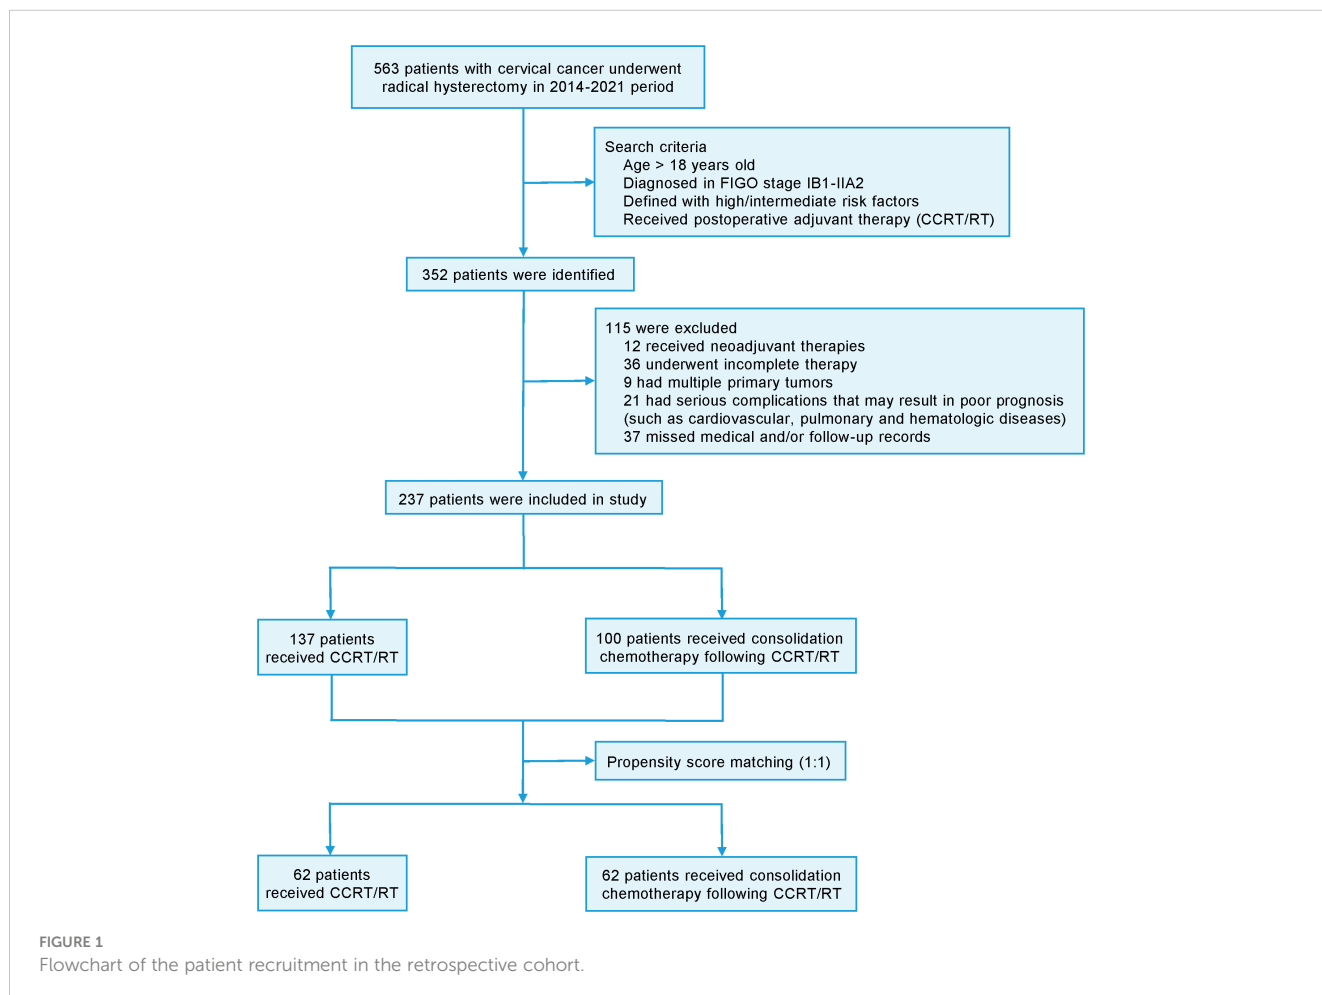 563 patients with cervical cancer underwent
radical hysterectomy in 2014-2021 period
Search criteria
Age > 18 years old
Diagnosed in FIGO stage IB1-IIA2
Defined with high/intermediate risk factors
Received postoperative adjuvant therapy (CCRT/RT)
352 patients were identified
115 were excluded
12 received neoadjuvant therapies
36 underwent incomplete therapy
9 had multiple primary tumors
21 had serious complications that may result in poor prognosis
(such as cardiovascular, pulmonary and hematologic diseases)
37 missed medical and/or follow-up records
237 patients were included in study
137 patients
received CCRT/RT
100 patients received consolidation
chemotherapy following CCRT/RT
Propensity score matching (1:1)
62 patients
received CCRT/RT
62 patients received consolidation
chemotherapy following CCRT/RT
FIGURE 1
Flowchart of the patient recruitment in the retrospective cohort.